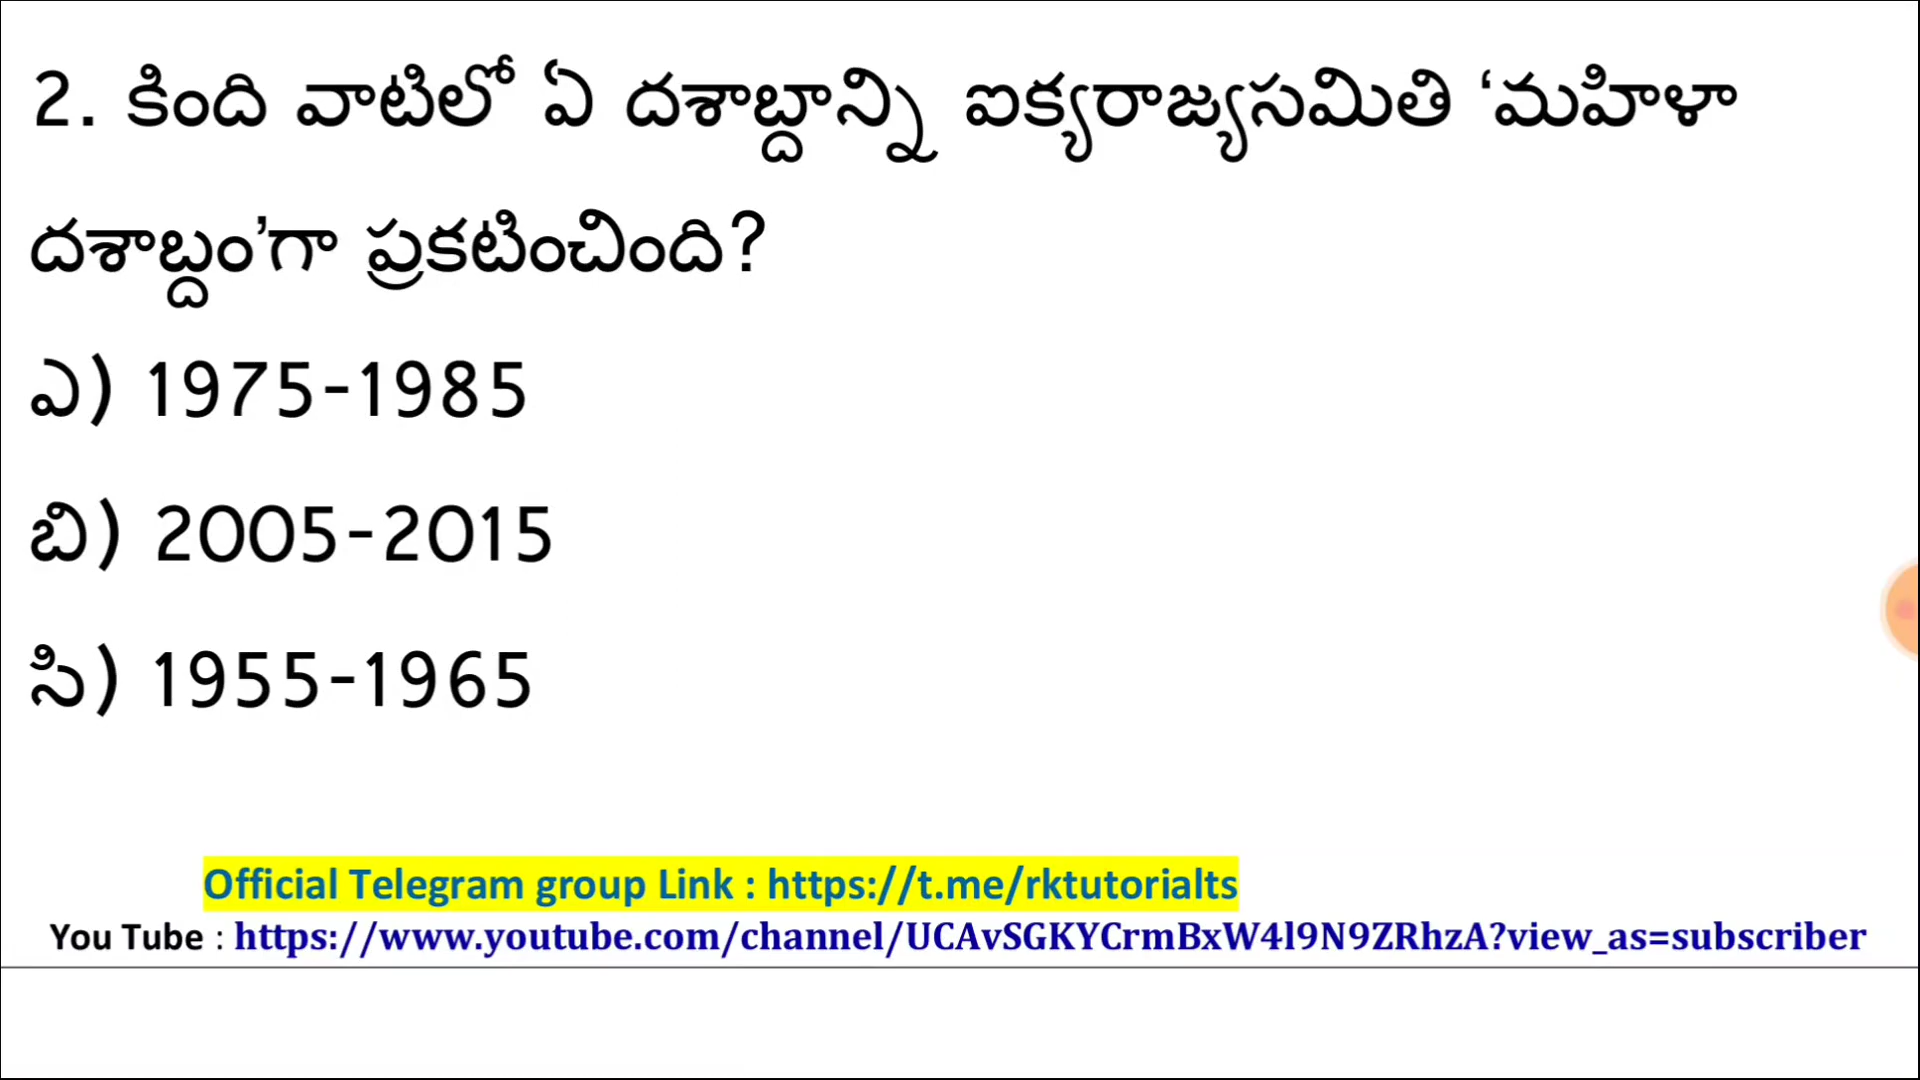 2. కింది వాటిలో ఏ దశాబ్దాన్ని ఐక్యరాజ్యసమితి ‘మహిళా
దశాబ్దం’గా ప్రకటించింది?
ఎ) 1975-1985
బి) 2005-2015
సి) 1955-1965
Official Telegram group Link : https://t.me/rktutorialts
You Tube : https://www.youtube.com/channel/UCAvSGKYCrmBxW4l9N9ZRhzA?view_as=subscriber